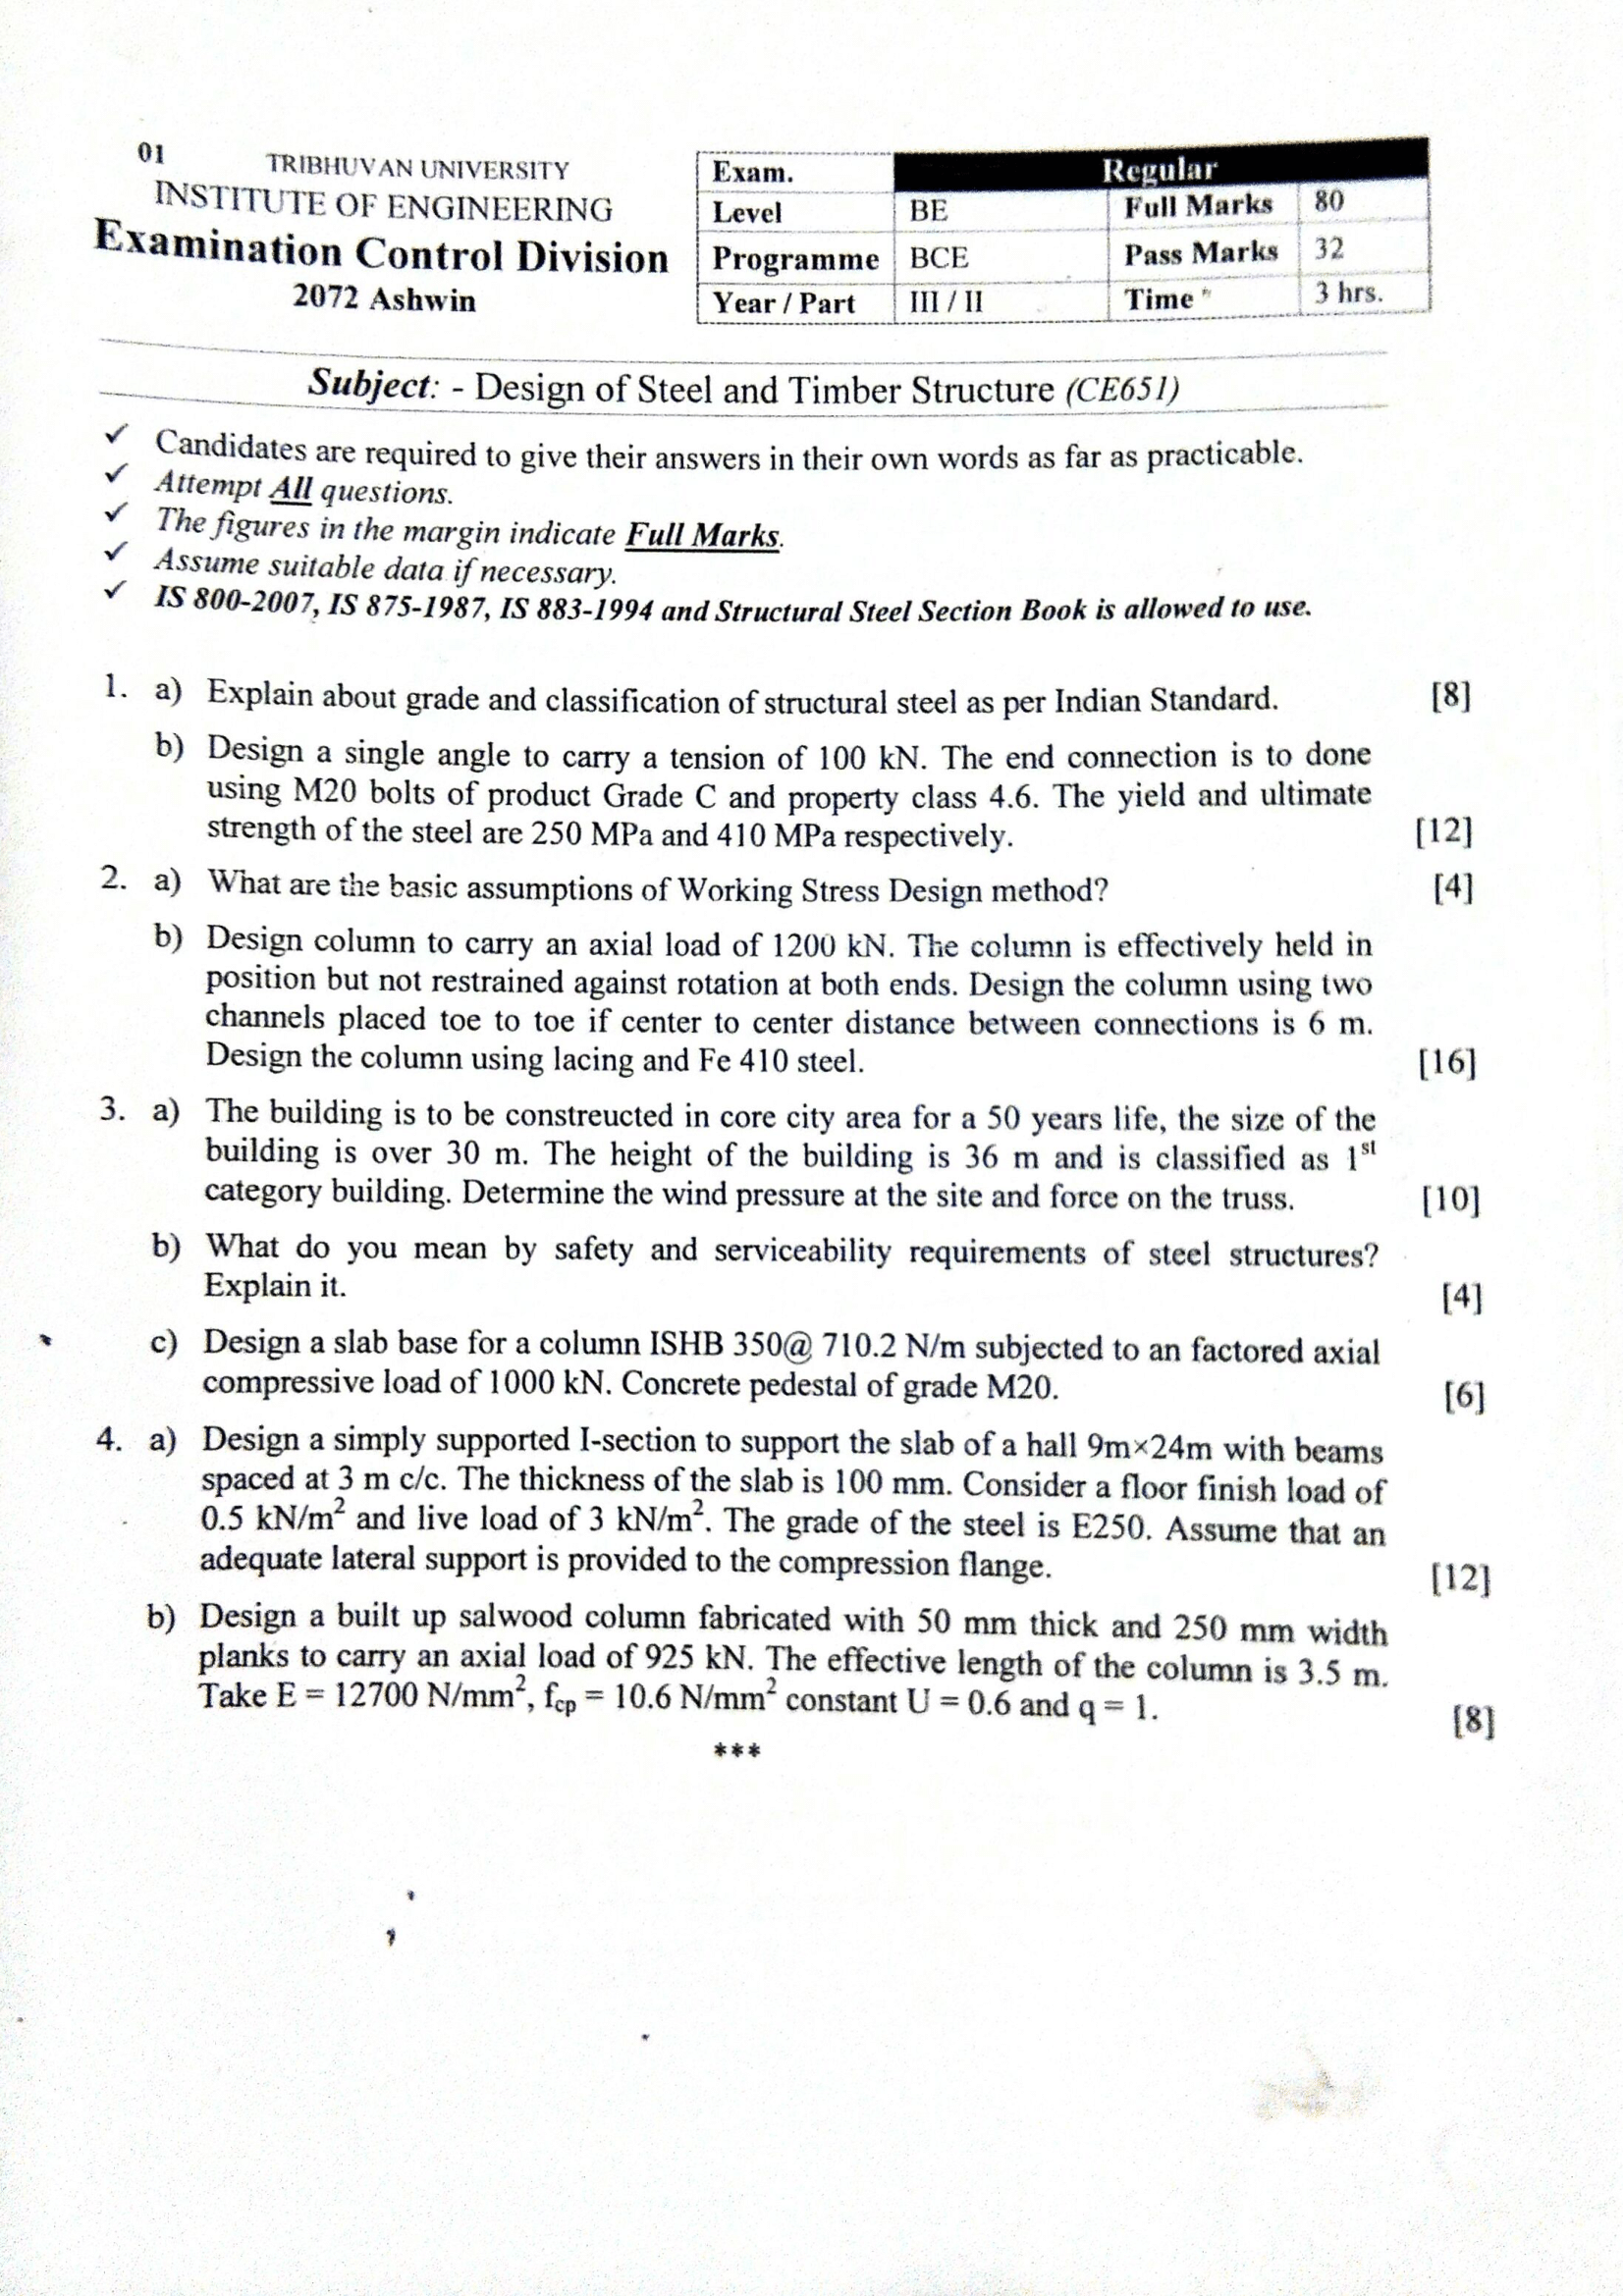 01
TRIBHUVAN UNIVERSITY
INSTITUTE OF ENGINEERING
Examination Control Division
2072 Ashwin
Exam. Regular
Level BE Full Marks 80
Programme BCE Pass Marks 32
Year / Part III / II Time 3 hrs.
Subject: - Design of Steel and Timber Structure (CE651)
✓ Candidates are required to give their answers in their own words as far as practicable.
✓ Attempt All questions.
✓ The figures in the margin indicate Full Marks.
✓ Assume suitable data if necessary.
✓ IS 800-2007, IS 875-1987, IS 883-1994 and Structural Steel Section Book is allowed to use.
1. a) Explain about grade and classification of structural steel as per Indian Standard. [8]
b) Design a single angle to carry a tension of 100 kN. The end connection is to done
using M20 bolts of product Grade C and property class 4.6. The yield and ultimate
strength of the steel are 250 MPa and 410 MPa respectively. [12]
2. a) What are the basic assumptions of Working Stress Design method? [4]
b) Design column to carry an axial load of 1200 kN. The column is effectively held in
position but not restrained against rotation at both ends. Design the column using two
channels placed toe to toe if center to center distance between connections is 6 m.
Design the column using lacing and Fe 410 steel. [16]
3. a) The building is to be constreucted in core city area for a 50 years life, the size of the
building is over 30 m. The height of the building is 36 m and is classified as 1st
category building. Determine the wind pressure at the site and force on the truss. [10]
b) What do you mean by safety and serviceability requirements of steel structures?
Explain it. [4]
c) Design a slab base for a column ISHB 350@ 710.2 N/m subjected to an factored axial
compressive load of 1000 kN. Concrete pedestal of grade M20. [6]
4. a) Design a simply supported I-section to support the slab of a hall 9m×24m with beams
spaced at 3 m c/c. The thickness of the slab is 100 mm. Consider a floor finish load of
0.5 kN/m² and live load of 3 kN/m². The grade of the steel is E250. Assume that an
adequate lateral support is provided to the compression flange. [12]
b) Design a built up salwood column fabricated with 50 mm thick and 250 mm width
planks to carry an axial load of 925 kN. The effective length of the column is 3.5 m.
Take E = 12700 N/mm², fcp = 10.6 N/mm² constant U = 0.6 and q = 1. [8]
***